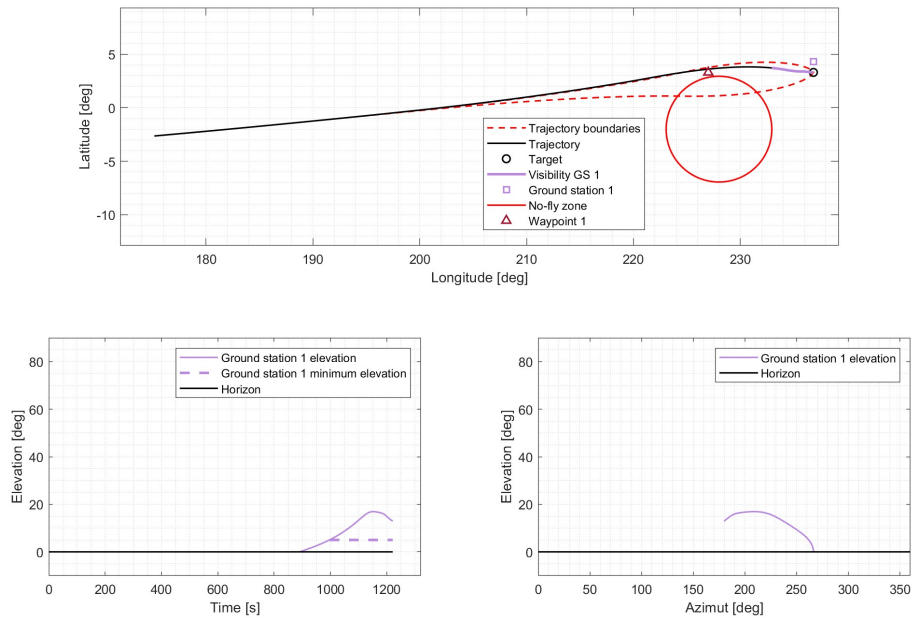 5
0
-5
-10
Latitude [deg]
180 190 200 210 220 230
Longitude [deg]
Trajectory boundaries
Trajectory
Target
Visibility GS 1
Ground station 1
No-fly zone
Waypoint 1
80
60
40
20
0
Elevation [deg]
0 200 400 600 800 1000 1200
Time [s]
Ground station 1 elevation
Ground station 1 minimum elevation
Horizon
80
60
40
20
0
Elevation [deg]
0 50 100 150 200 250 300 350
Azimut [deg]
Ground station 1 elevation
Horizon